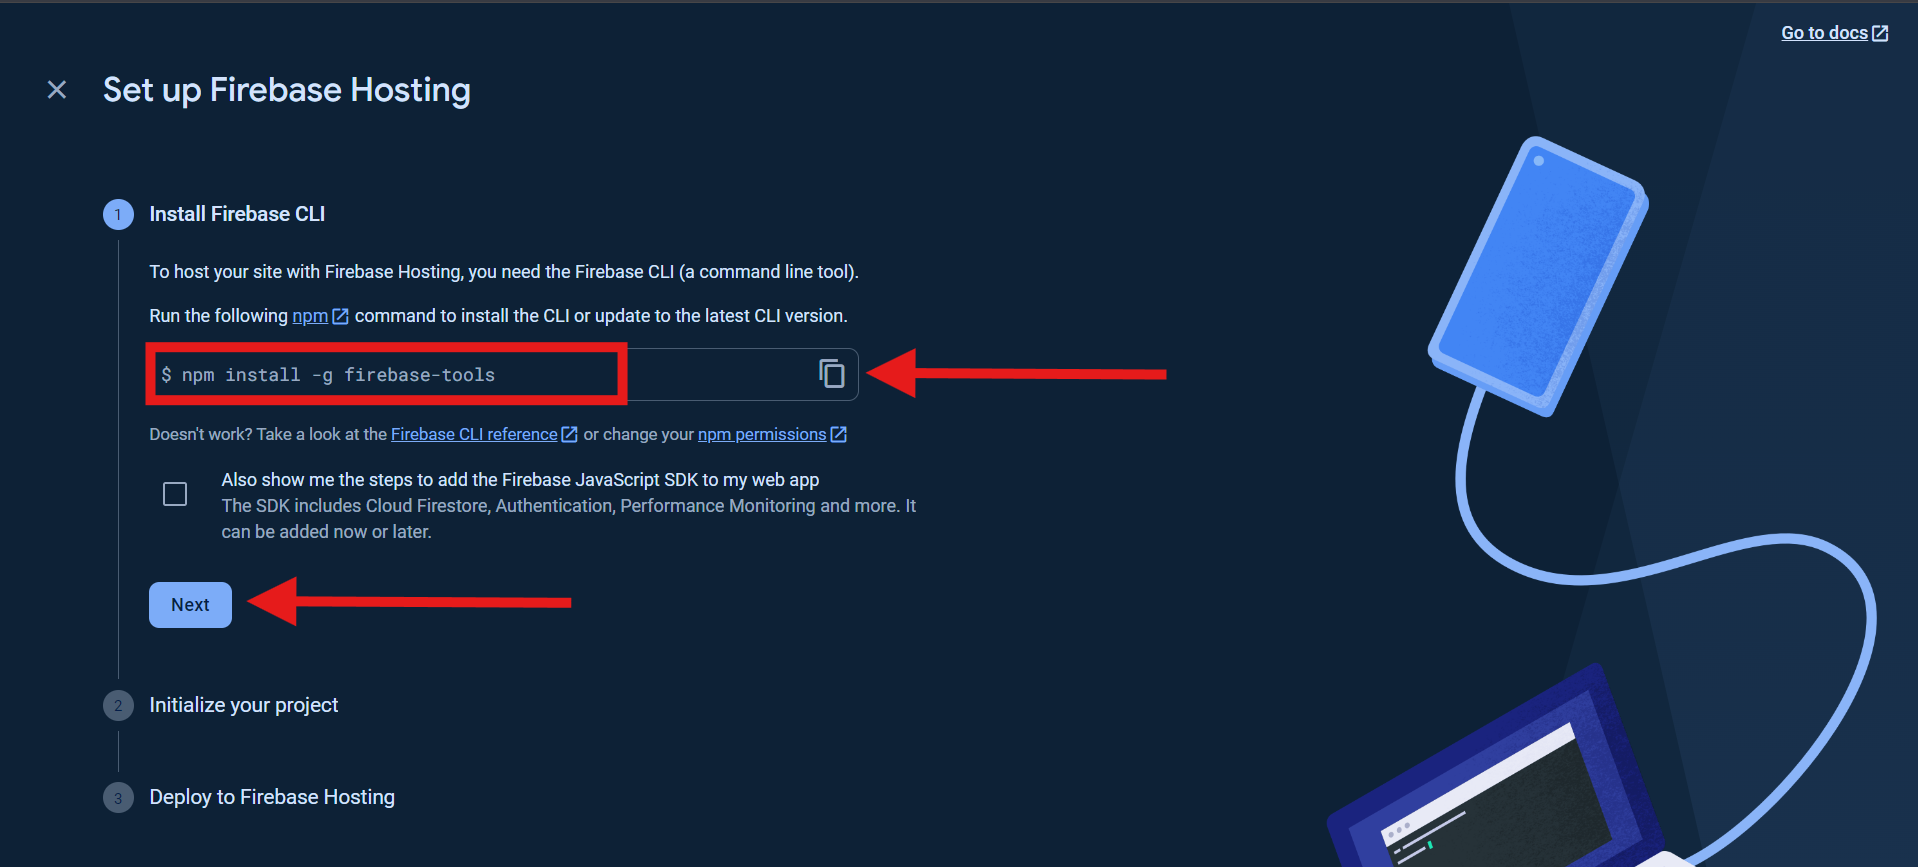 Go to docs
Set up Firebase Hosting
1 Install Firebase CLI
To host your site with Firebase Hosting, you need the Firebase CLI (a command line tool).
Run the following npm command to install the CLI or update to the latest CLI version.
$ npm install -g firebase-tools
Doesn't work? Take a look at the Firebase CLI reference or change your npm permissions
Also show me the steps to add the Firebase JavaScript SDK to my web app
The SDK includes Cloud Firestore, Authentication, Performance Monitoring and more. It
can be added now or later.
Next
2 Initialize your project
3 Deploy to Firebase Hosting